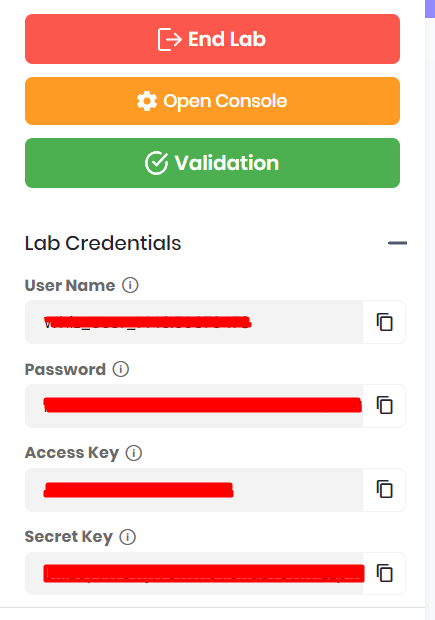 End Lab
Open Console
Validation
Lab Credentials
User Name
Password
Access Key
Secret Key